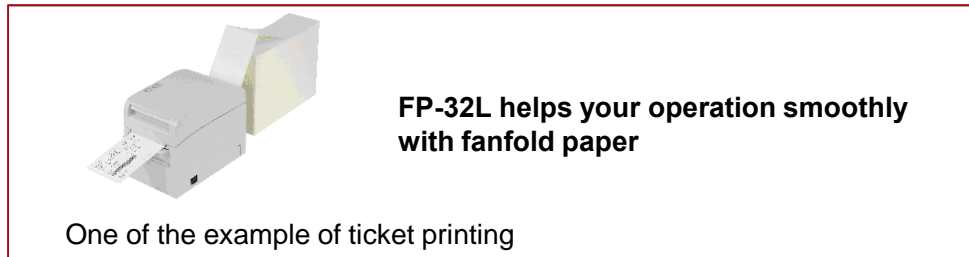 FP-32L helps your operation smoothly
with fanfold paper
One of the example of ticket printing